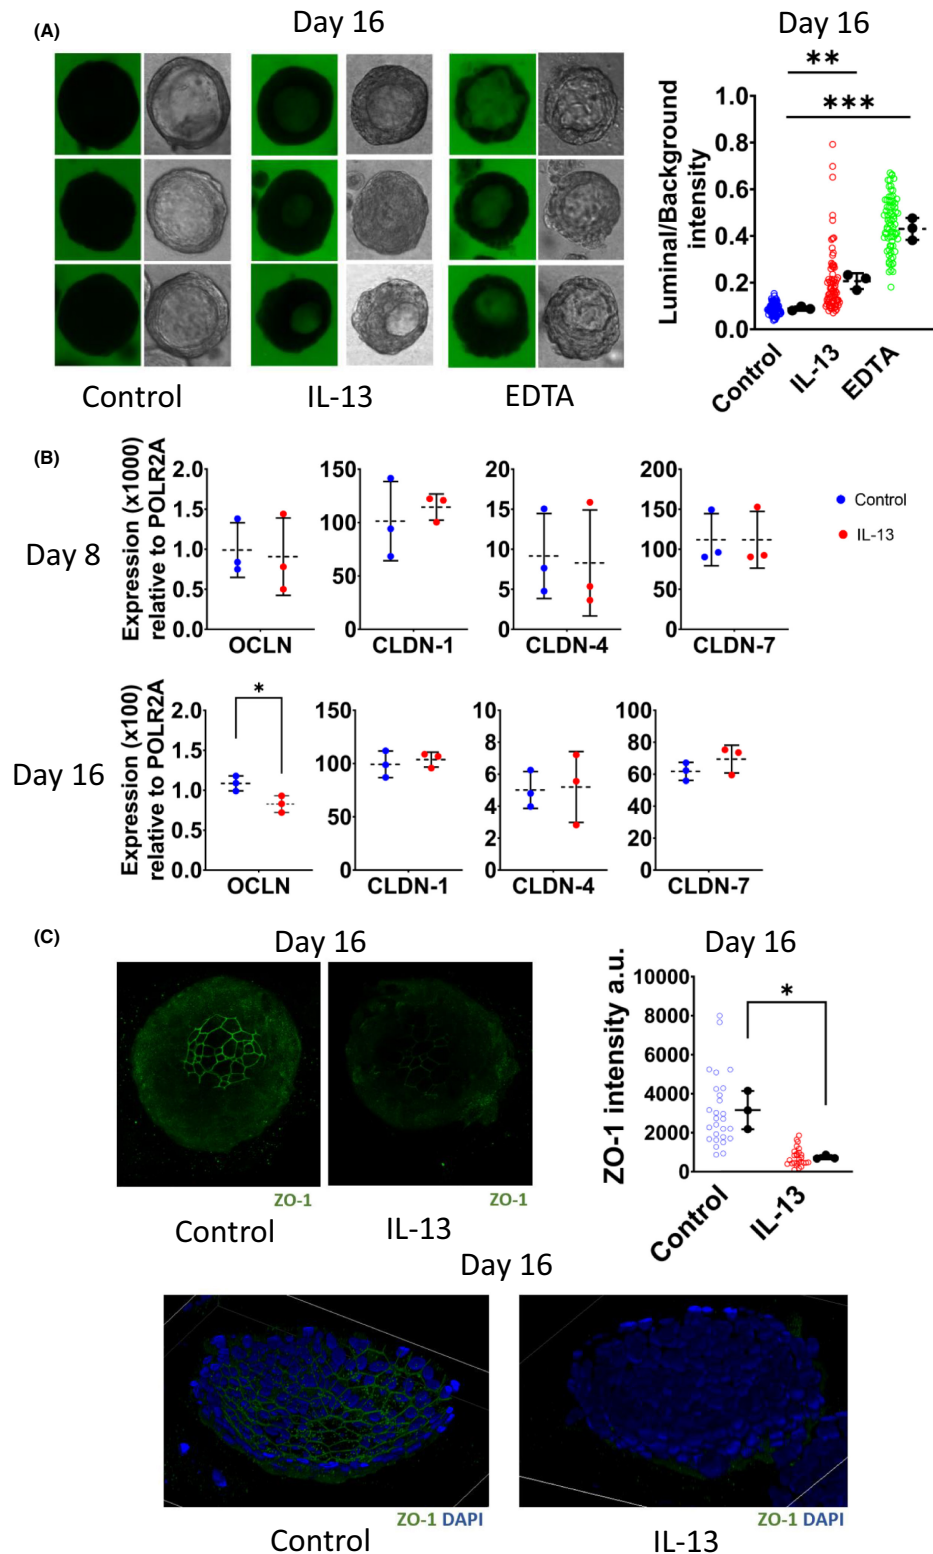 (A)
Day 16
Day 16
**
***
Luminal/Background
intensity
1.0
0.8
0.6
0.4
0.2
0.0
Control
IL-13
EDTA
Control
IL-13
EDTA
(B)
Day 8
Expression (x1000)
relative to POLR2A
2.0
1.5
1.0
0.5
0.0
OCLN
150
100
50
0
CLDN-1
20
15
10
5
0
CLDN-4
200
150
100
50
0
CLDN-7
Control
IL-13
Day 16
Expression (x100)
relative to POLR2A
2.0
1.5
1.0
0.5
0.0
*
OCLN
150
100
50
0
CLDN-1
10
8
6
4
2
0
CLDN-4
100
80
60
40
20
0
CLDN-7
(C)
Day 16
ZO-1
ZO-1
Control
IL-13
Day 16
ZO-1 intensity a.u.
10000
8000
6000
4000
2000
0
*
Control
IL-13
Day 16
ZO-1 DAPI
ZO-1 DAPI
Control
IL-13